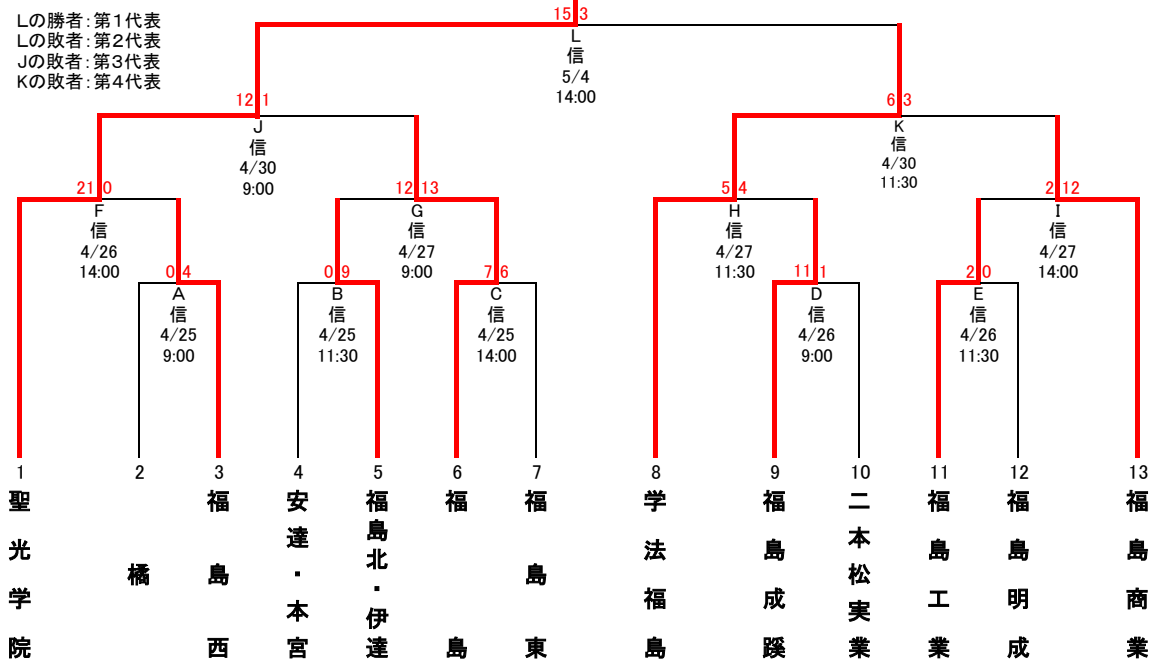 Lの勝者:第1代表
Lの敗者:第2代表
Jの敗者:第3代表
Kの敗者:第4代表
15 3
L
信
5/4
14:00
12 1
J
信
4/30
9:00
6 3
K
信
4/30
11:30
21 0
F
信
4/26
14:00
12 13
G
信
4/27
9:00
5 4
H
信
4/27
11:30
2 12
I
信
4/27
14:00
0 4
A
信
4/25
9:00
0 9
B
信
4/25
11:30
7 6
C
信
4/25
14:00
11 1
D
信
4/26
9:00
2 0
E
信
4/26
11:30
1
聖光学院
2
橘
3
福島西
4
安達・本宮
5
福島北・伊達
6
福島
7
福島東
8
学法福島
9
福島成蹊
10
二本松実業
11
福島工業
12
福島明成
13
福島商業